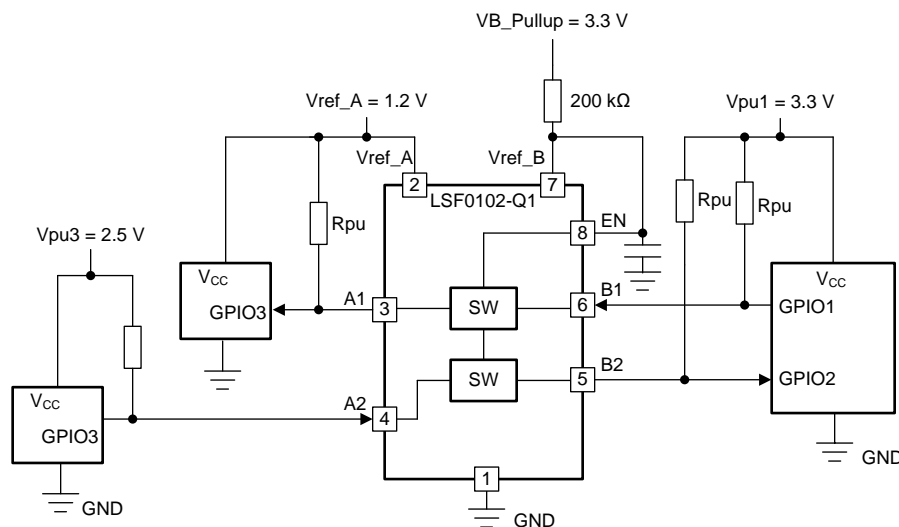 VB_Pullup = 3.3 V
200 kΩ
Vref_A = 1.2 V
Vpu1 = 3.3 V
Vref_A
Vref_B
2
7
LSF0102-Q1
EN
8
Rpu
Rpu
Rpu
Vpu3 = 2.5 V
VCC
GPIO3
A1
3
SW
6
B1
VCC
GPIO1
SW
5
B2
GPIO2
VCC
GPIO3
A2
4
1
GND
GND
GND